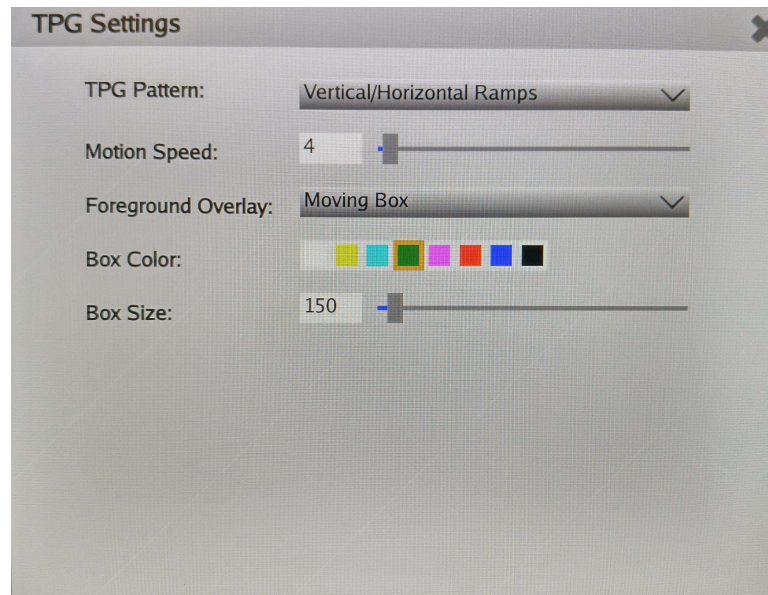 TPG Settings
TPG Pattern: Vertical/Horizontal Ramps
Motion Speed: 4
Foreground Overlay: Moving Box
Box Color:
Box Size: 150